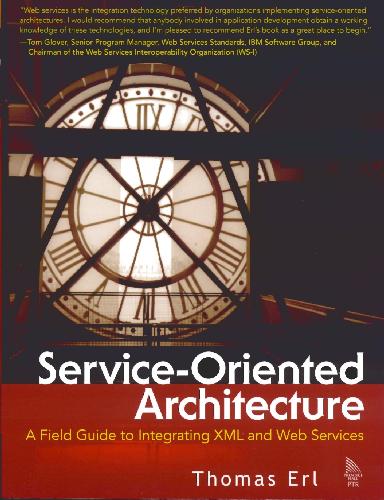 "Web services is the integration technology preferred by organizations implementing service-oriented
architectures. I would recommend that anybody involved in application development obtain a working
knowledge of these technologies, and I'm pleased to recommend Erl's book as a great place to begin."
—Tom Glover, Senior Program Manager, Web Services Standards, IBM Software Group, and
Chairman of the Web Services Interoperability Organization (WS-I)
Service-Oriented
Architecture
A Field Guide to Integrating XML and Web Services
Thomas Erl
PRENTICE
HALL
PTR